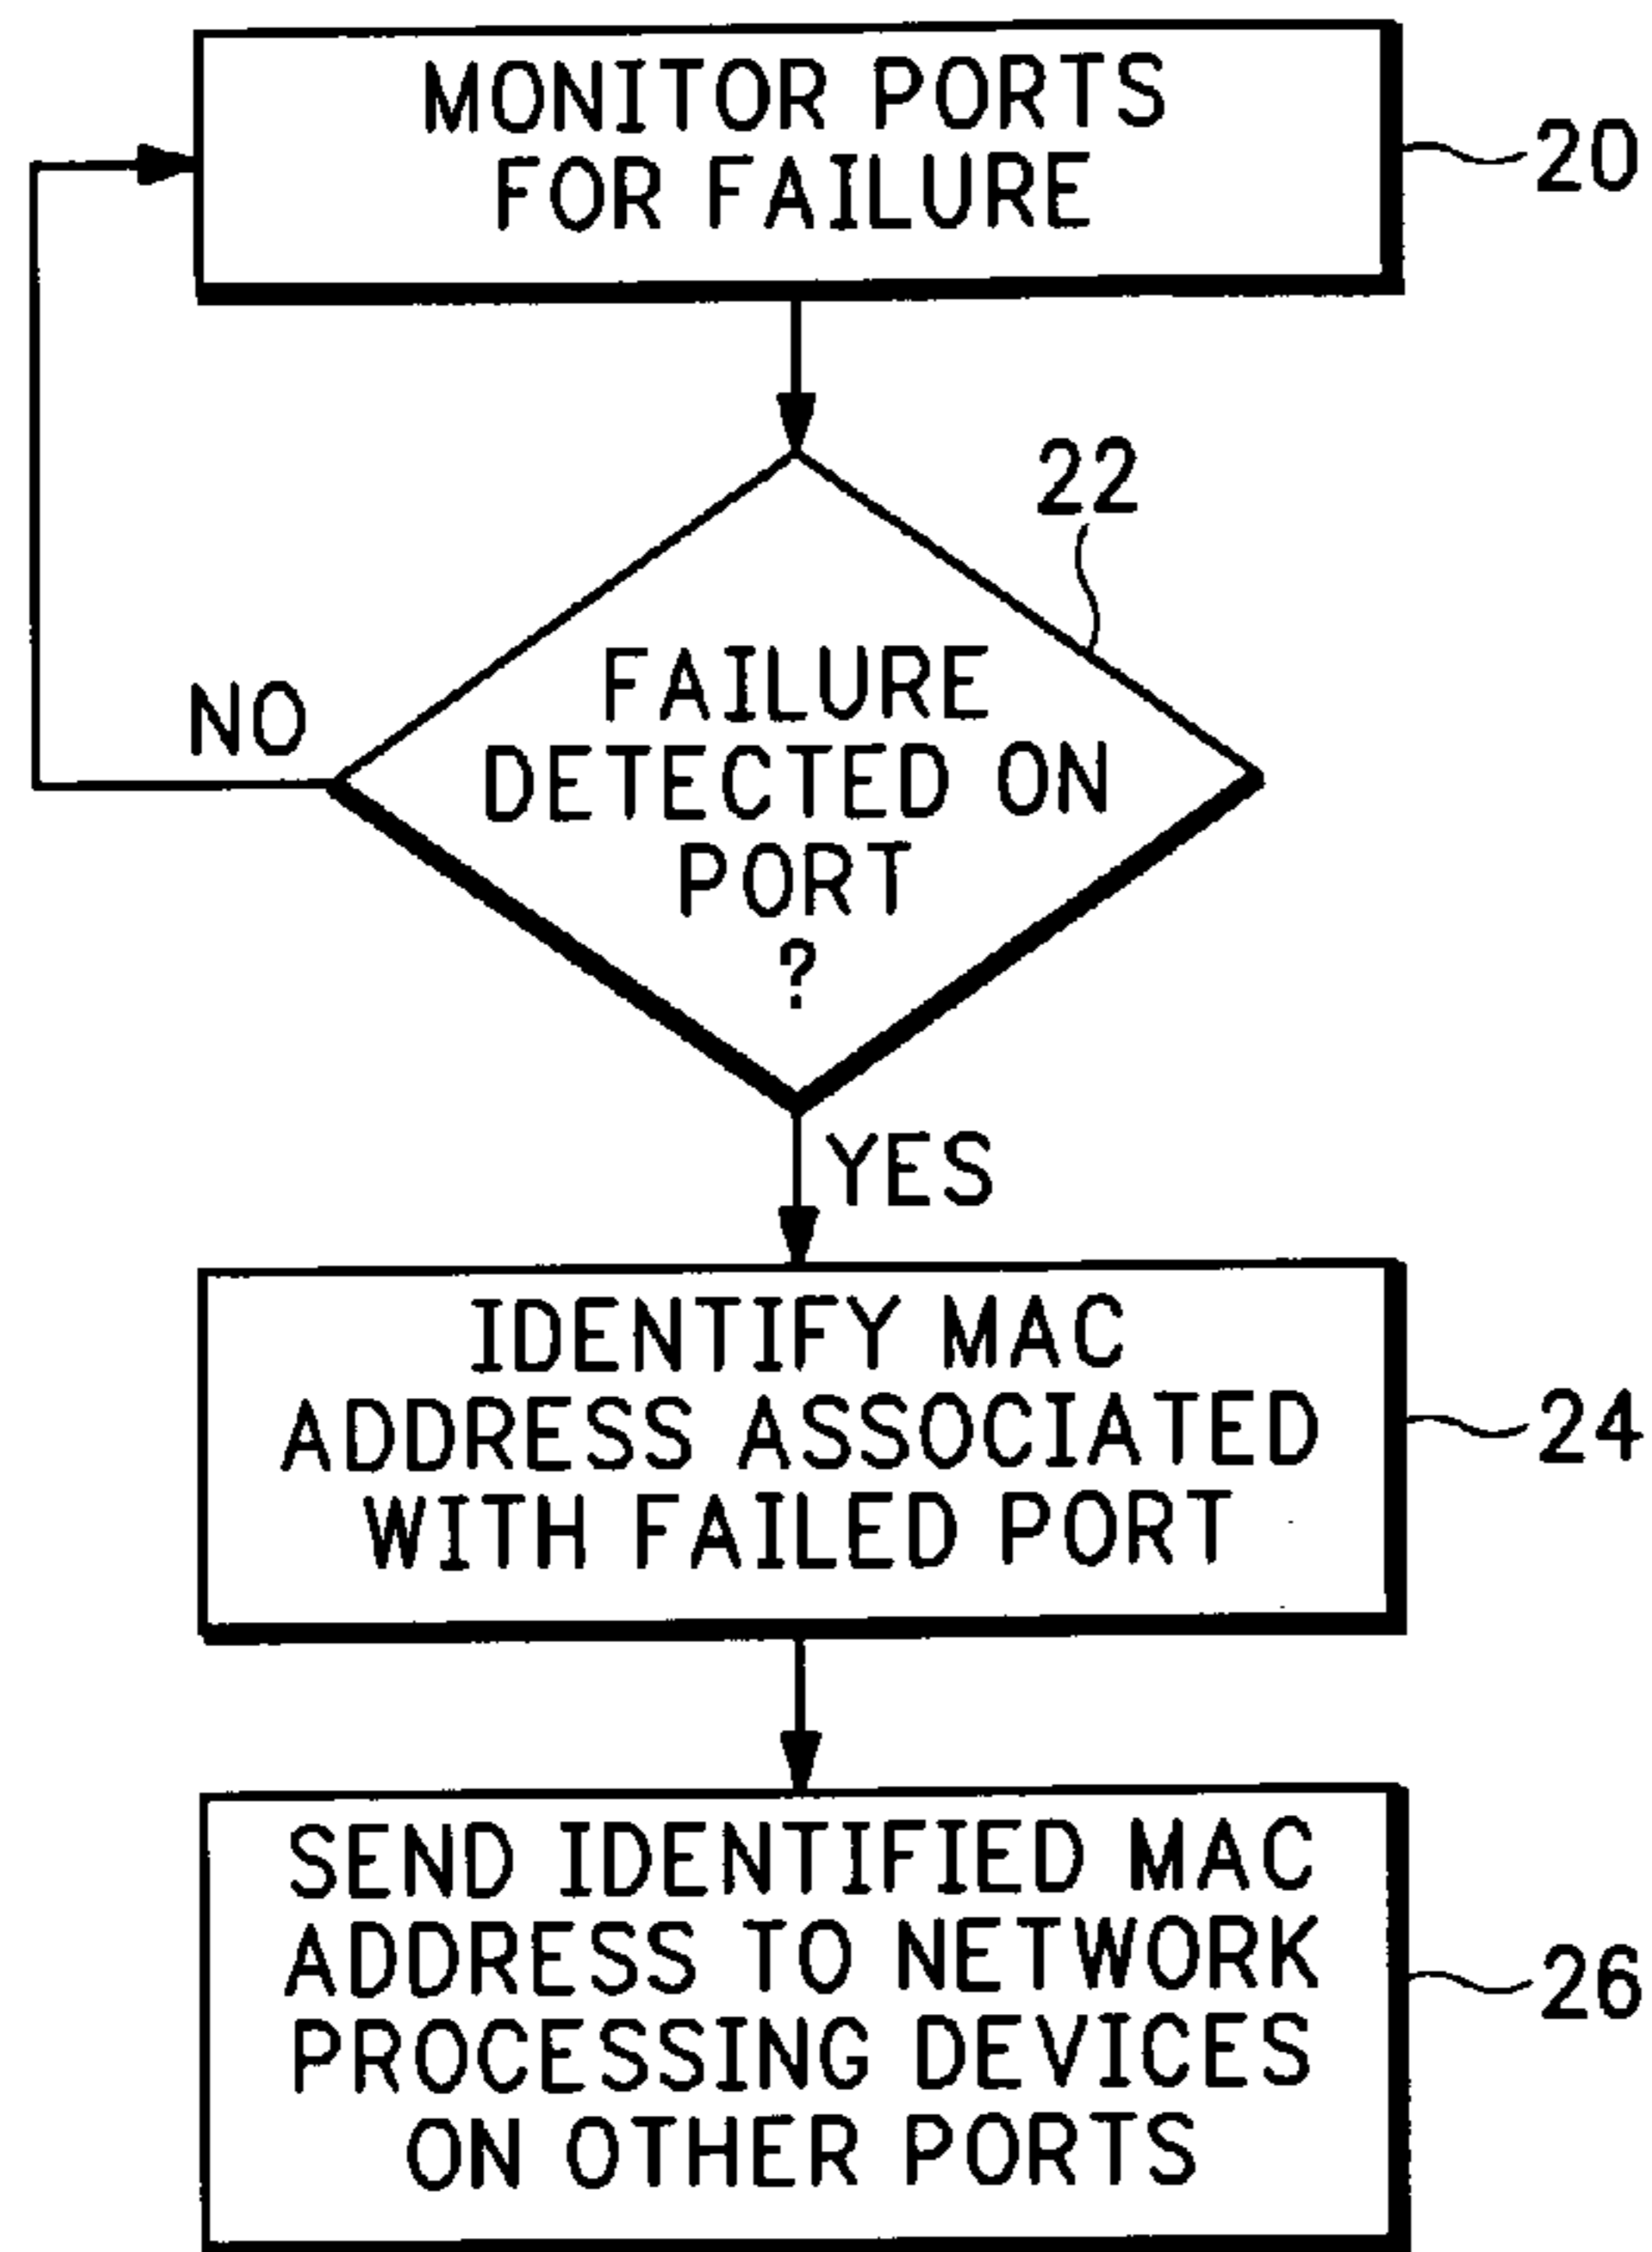 MONITOR PORTS
FOR FAILURE
20
22
FAILURE
DETECTED ON
PORT
?
NO
YES
IDENTIFY MAC
ADDRESS ASSOCIATED
WITH FAILED PORT
24
SEND IDENTIFIED MAC
ADDRESS TO NETWORK
PROCESSING DEVICES
ON OTHER PORTS
26